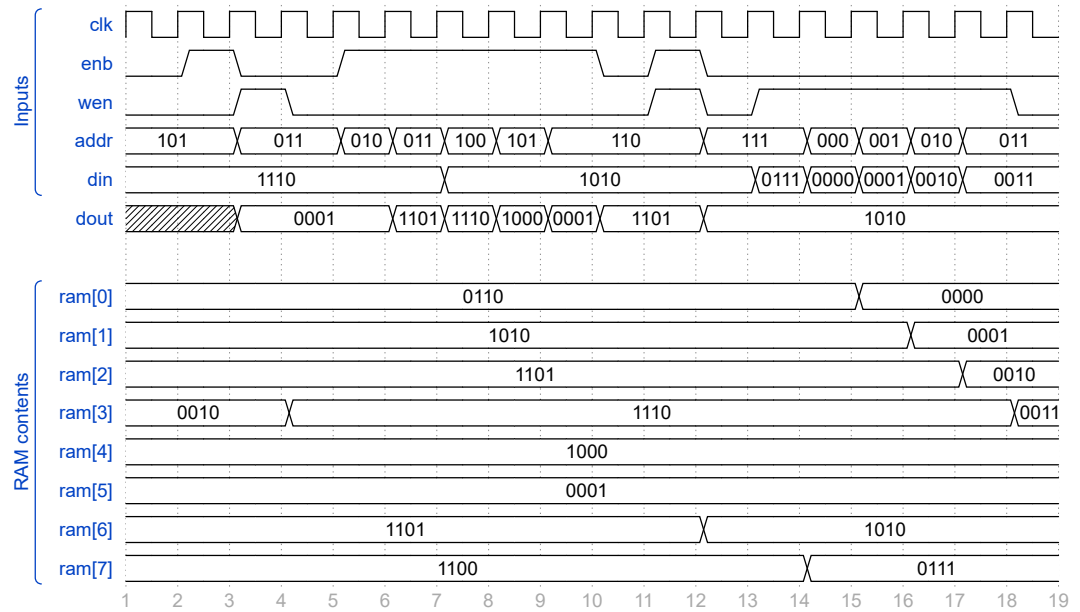 Inputs
clk
enb
wen
addr 101 011 010 011 100 101 110 111 000 001 010 011
din 1110 1010 0111 0000 0001 0010 0011
dout 0001 1101 1110 1000 0001 1101 1010
RAM contents
ram[0] 0110 0000
ram[1] 1010 0001
ram[2] 1101 0010
ram[3] 0010 1110 0011
ram[4] 1000
ram[5] 0001
ram[6] 1101 1010
ram[7] 1100 0111
1 2 3 4 5 6 7 8 9 10 11 12 13 14 15 16 17 18 19